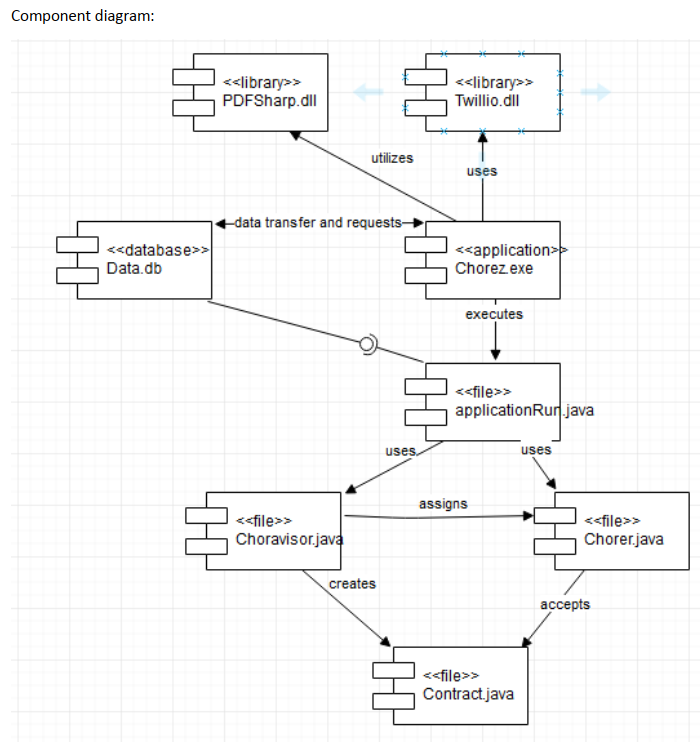 Component diagram:
<<library>>
PDFSharp.dll
<<library>>
Twillio.dll
utilizes
uses
<<database>>
Data.db
data transfer and requests
<<application>>
Chorez.exe
executes
<<file>>
applicationRun.java
uses
uses
<<file>>
Choravisor.java
assigns
<<file>>
Chorer.java
creates
accepts
<<file>>
Contract.java